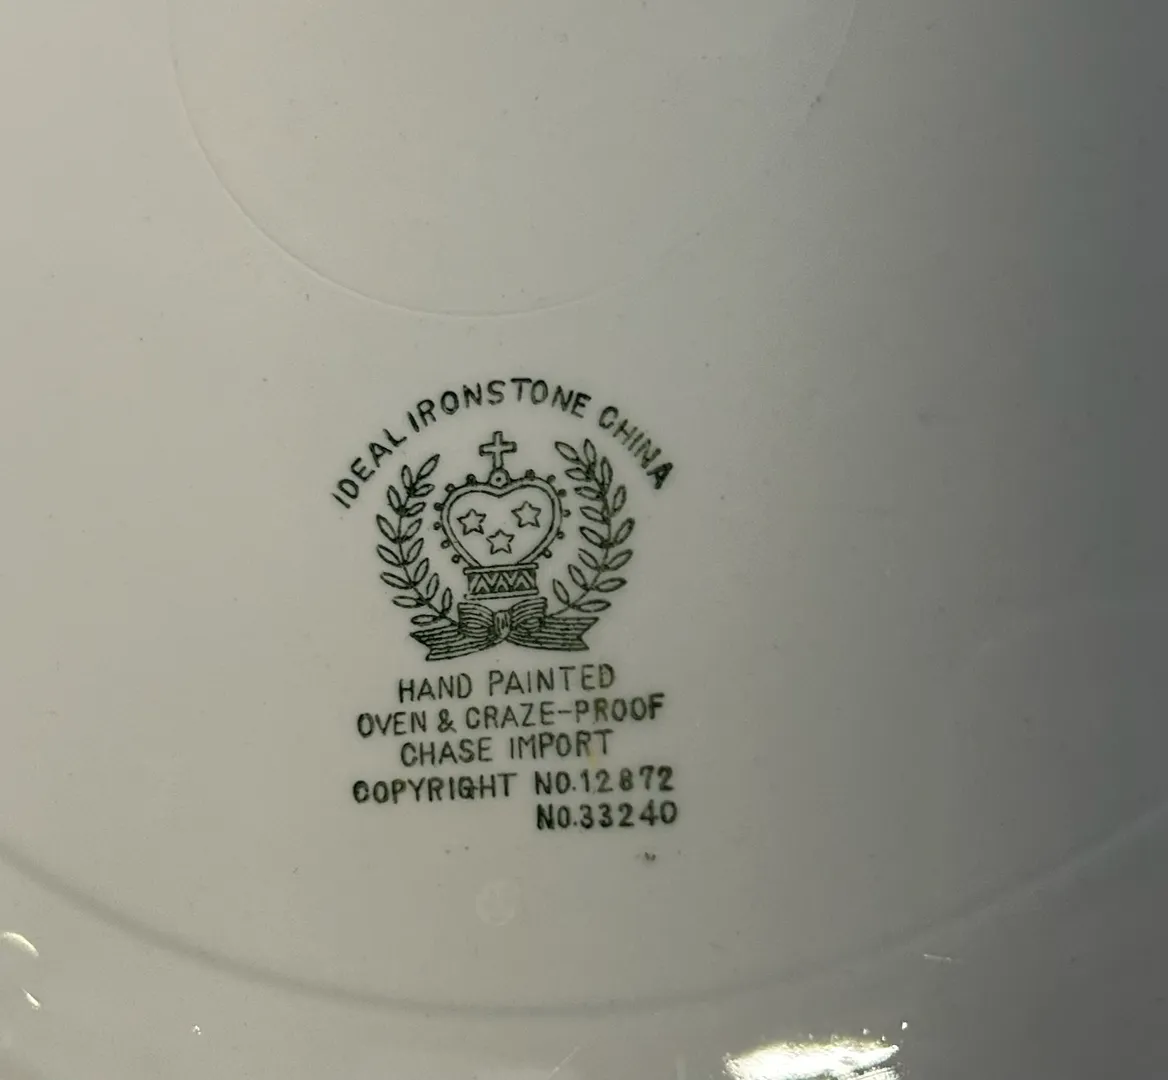 IDEAL IRONSTONE CHINA
HAND PAINTED
OVEN & CRAZE-PROOF
CHASE IMPORT
COPYRIGHT NO.12872
NO.33240